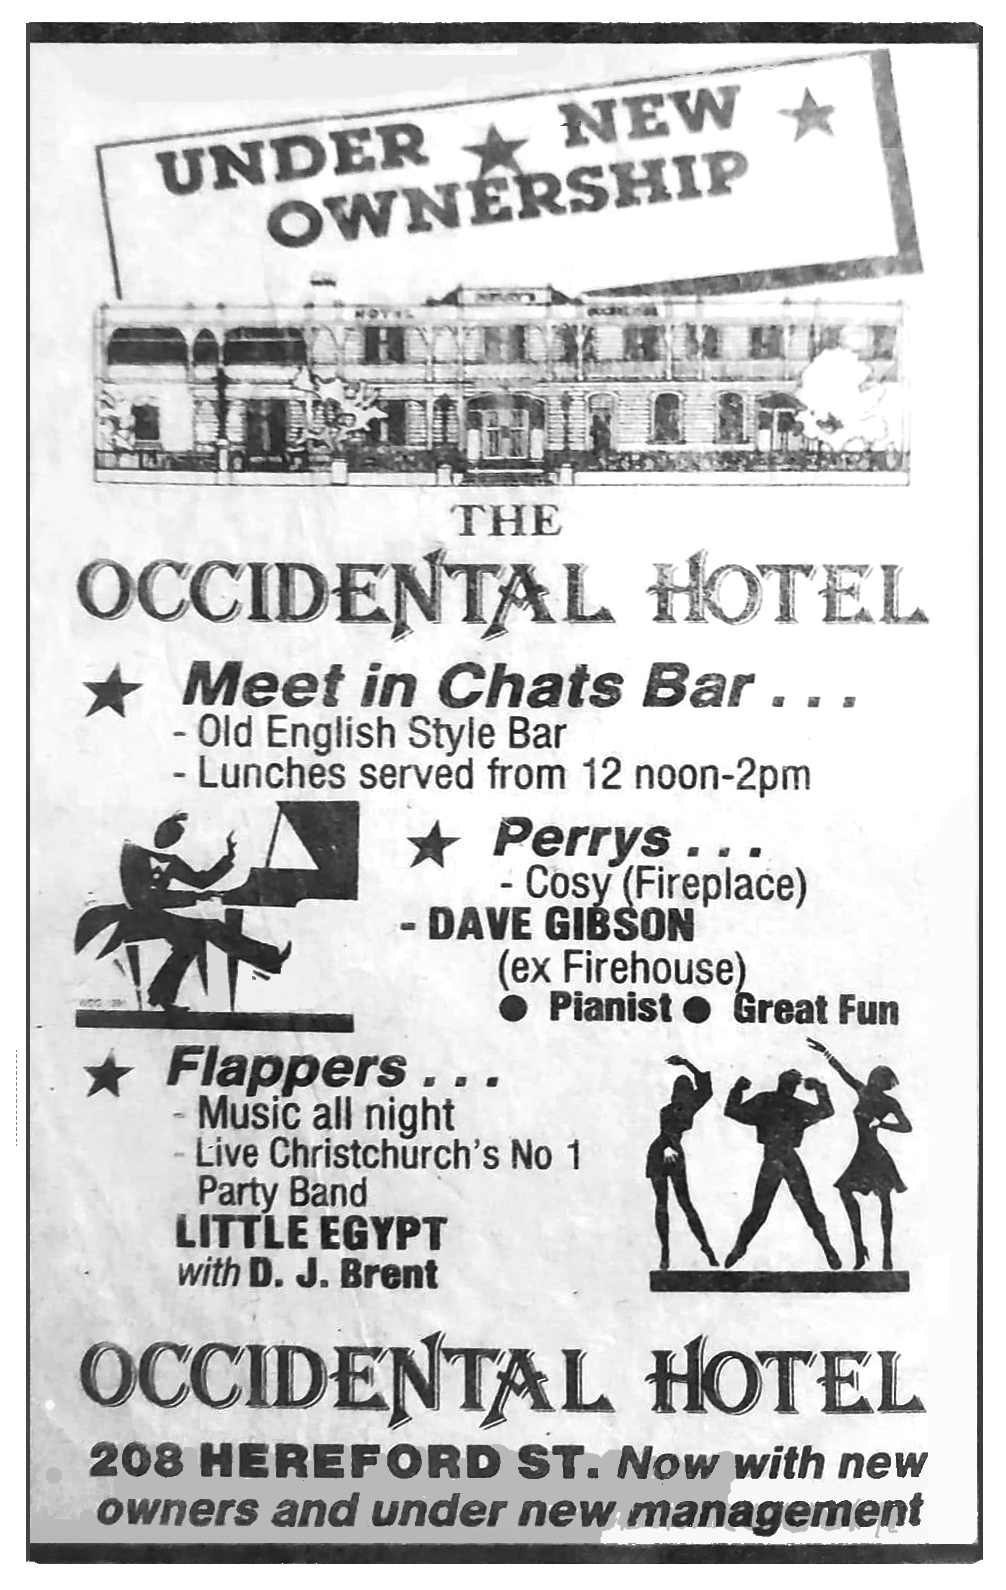 UNDER ★ NEW ★
OWNERSHIP
HOTEL
THE
OCCIDENTAL HOTEL
★ Meet in Chats Bar . . .
- Old English Style Bar
- Lunches served from 12 noon-2pm
★ Perrys . . .
- Cosy (Fireplace)
- DAVE GIBSON
(ex Firehouse)
● Pianist ● Great Fun
★ Flappers . . .
- Music all night
- Live Christchurch's No 1
Party Band
LITTLE EGYPT
with D. J. Brent
OCCIDENTAL HOTEL
208 HEREFORD ST. Now with new
owners and under new management